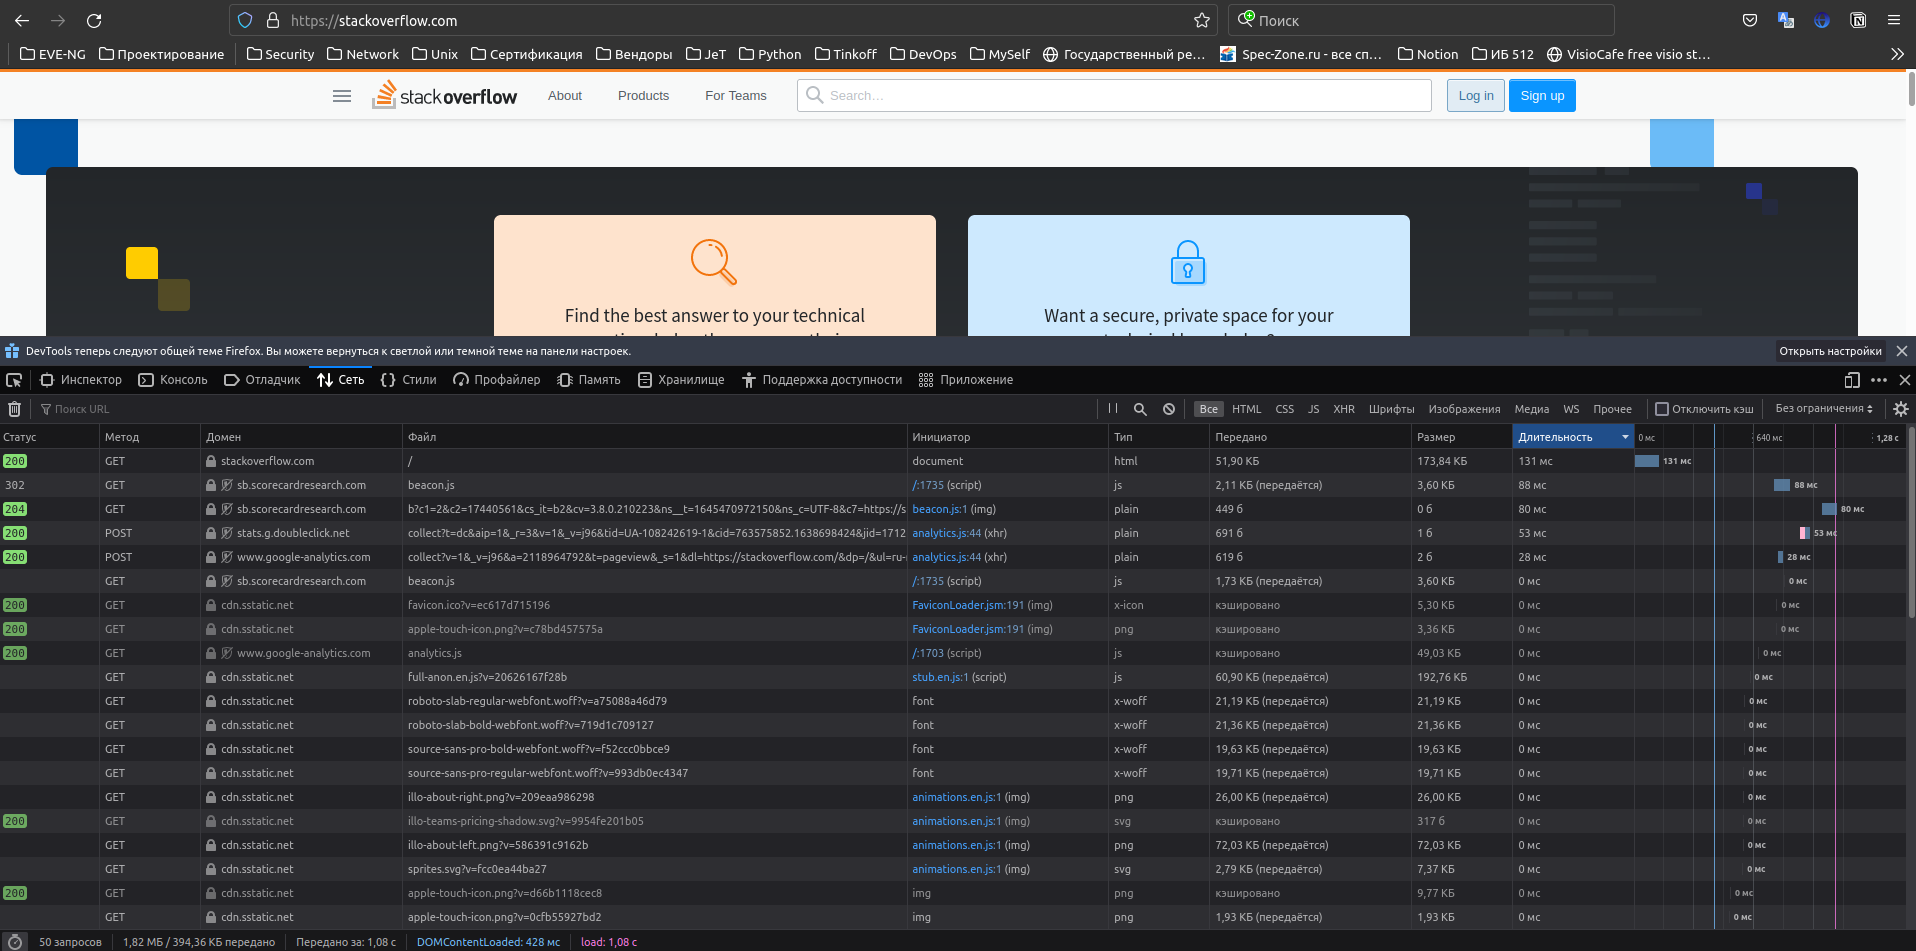 https://stackoverflow.com
Поиск
EVE-NG Проектирование Security Network Unix Сертификация Вендоры JeT Python Tinkoff DevOps MySelf Государственный ре… Spec-Zone.ru - все сп… Notion ИБ 512 VisioCafe free visio st…
stackoverflow About Products For Teams Search… Log in Sign up
Find the best answer to your technical
Want a secure, private space for your
DevTools теперь следуют общей теме Firefox. Вы можете вернуться к светлой или темной теме на панели настроек. Открыть настройки
Инспектор Консоль Отладчик Сеть Стили Профайлер Память Хранилище Поддержка доступности Приложение
Поиск URL Все HTML CSS JS XHR Шрифты Изображения Медиа WS Прочее Отключить кэш Без ограничения
Статус Метод Домен Файл Инициатор Тип Передано Размер Длительность 0 мс 640 мс 1,28 с
200 GET stackoverflow.com / document html 51,90 КБ 173,84 КБ 131 мс 131 мс
302 GET sb.scorecardresearch.com beacon.js /:1735 (script) js 2,11 КБ (передаётся) 3,60 КБ 88 мс 88 мс
204 GET sb.scorecardresearch.com b?c1=2&c2=17440561&cs_it=b2&cv=3.8.0.210223&ns__t=1645470972150&ns_c=UTF-8&c7=https://s beacon.js:1 (img) plain 449 б 0 б 80 мс 80 мс
200 POST stats.g.doubleclick.net collect?t=dc&aip=1&_r=3&v=1&_v=j96&tid=UA-108242619-1&cid=763575852.1638698424&jid=1712 analytics.js:44 (xhr) plain 691 б 1 б 53 мс 53 мс
200 POST www.google-analytics.com collect?v=1&_v=j96&a=2118964792&t=pageview&_s=1&dl=https://stackoverflow.com/&dp=/&ul=ru- analytics.js:44 (xhr) plain 619 б 2 б 28 мс 28 мс
GET sb.scorecardresearch.com beacon.js /:1735 (script) js 1,73 КБ (передаётся) 3,60 КБ 0 мс 0 мс
200 GET cdn.sstatic.net favicon.ico?v=ec617d715196 FaviconLoader.jsm:191 (img) x-icon кэшировано 5,30 КБ 0 мс 0 мс
200 GET cdn.sstatic.net apple-touch-icon.png?v=c78bd457575a FaviconLoader.jsm:191 (img) png кэшировано 3,36 КБ 0 мс 0 мс
200 GET www.google-analytics.com analytics.js /:1703 (script) js кэшировано 49,03 КБ 0 мс 0 мс
GET cdn.sstatic.net full-anon.en.js?v=20626167f28b stub.en.js:1 (script) js 60,90 КБ (передаётся) 192,76 КБ 0 мс 0 мс
GET cdn.sstatic.net roboto-slab-regular-webfont.woff?v=a75088a46d79 font x-woff 21,19 КБ (передаётся) 21,19 КБ 0 мс 0 мс
GET cdn.sstatic.net roboto-slab-bold-webfont.woff?v=719d1c709127 font x-woff 21,36 КБ (передаётся) 21,36 КБ 0 мс 0 мс
GET cdn.sstatic.net source-sans-pro-bold-webfont.woff?v=f52ccc0bbce9 font x-woff 19,63 КБ (передаётся) 19,63 КБ 0 мс 0 мс
GET cdn.sstatic.net source-sans-pro-regular-webfont.woff?v=993db0ec4347 font x-woff 19,71 КБ (передаётся) 19,71 КБ 0 мс 0 мс
GET cdn.sstatic.net illo-about-right.png?v=209eaa986298 animations.en.js:1 (img) png 26,00 КБ (передаётся) 26,00 КБ 0 мс 0 мс
200 GET cdn.sstatic.net illo-teams-pricing-shadow.svg?v=9954fe201b05 animations.en.js:1 (img) svg кэшировано 317 б 0 мс 0 мс
GET cdn.sstatic.net illo-about-left.png?v=586391c9162b animations.en.js:1 (img) png 72,03 КБ (передаётся) 72,03 КБ 0 мс 0 мс
GET cdn.sstatic.net sprites.svg?v=fcc0ea44ba27 animations.en.js:1 (img) svg 2,79 КБ (передаётся) 7,37 КБ 0 мс 0 мс
200 GET cdn.sstatic.net apple-touch-icon.png?v=d66b1118cec8 img png кэшировано 9,77 КБ 0 мс 0 мс
GET cdn.sstatic.net apple-touch-icon.png?v=0cfb55927bd2 img png 1,93 КБ (передаётся) 1,93 КБ 0 мс 0 мс
50 запросов 1,82 МБ / 394,36 КБ передано Передано за: 1,08 с DOMContentLoaded: 428 мс load: 1,08 с